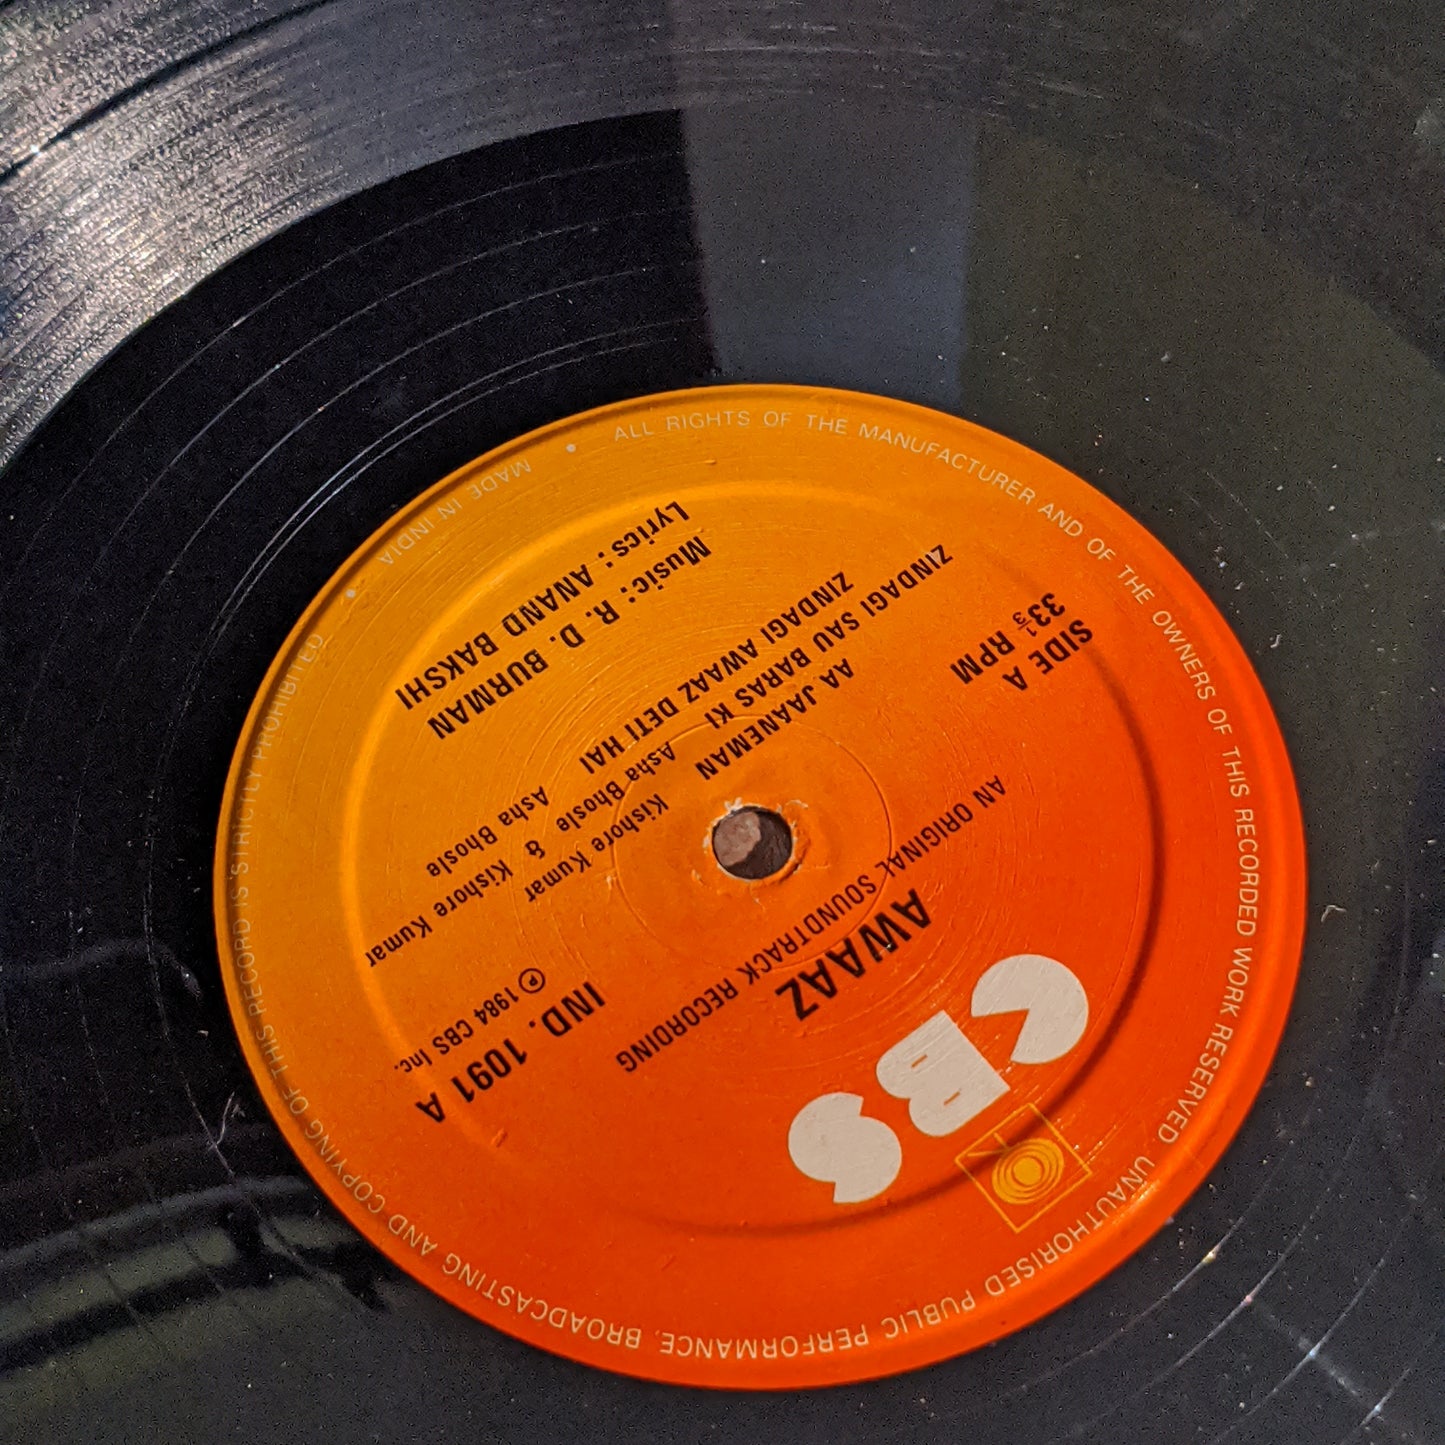 CBS
AWAAZ
AN ORIGINAL SOUNDTRACK RECORDING
SIDE A
33⅓ RPM
IND. 1091 A
℗ 1984 CBS Inc.
AA JAANEMAN
Kishore Kumar
ZINDAGI SAU BARAS KI
Asha Bhosle & Kishore Kumar
ZINDAGI AWAAZ DETI HAI
Asha Bhosle
Music: R. D. BURMAN
Lyrics: ANAND BAKSHI
ALL RIGHTS OF THE MANUFACTURER AND OF THE OWNERS OF THIS RECORDED WORK RESERVED UNAUTHORISED PUBLIC PERFORMANCE, BROADCASTING AND COPYING OF THIS RECORD IS STRICTLY PROHIBITED • MADE IN INDIA •